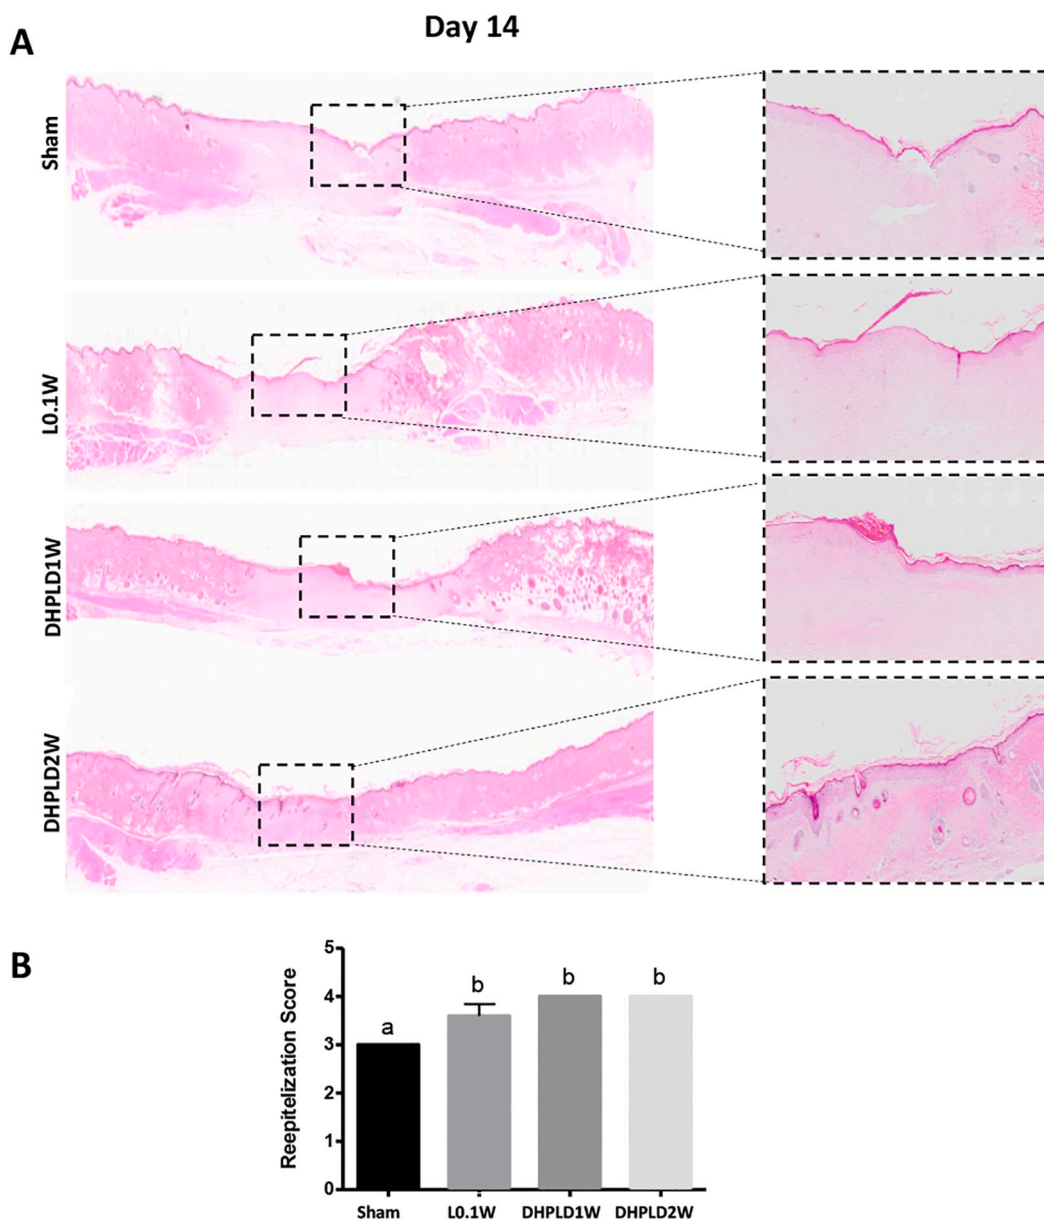 Day 14
A
Sham
L0.1W
DHPLD1W
DHPLD2W
B
Reepitelization Score
5
4
3
2
1
0
a
b
b
b
Sham
L0.1W
DHPLD1W
DHPLD2W